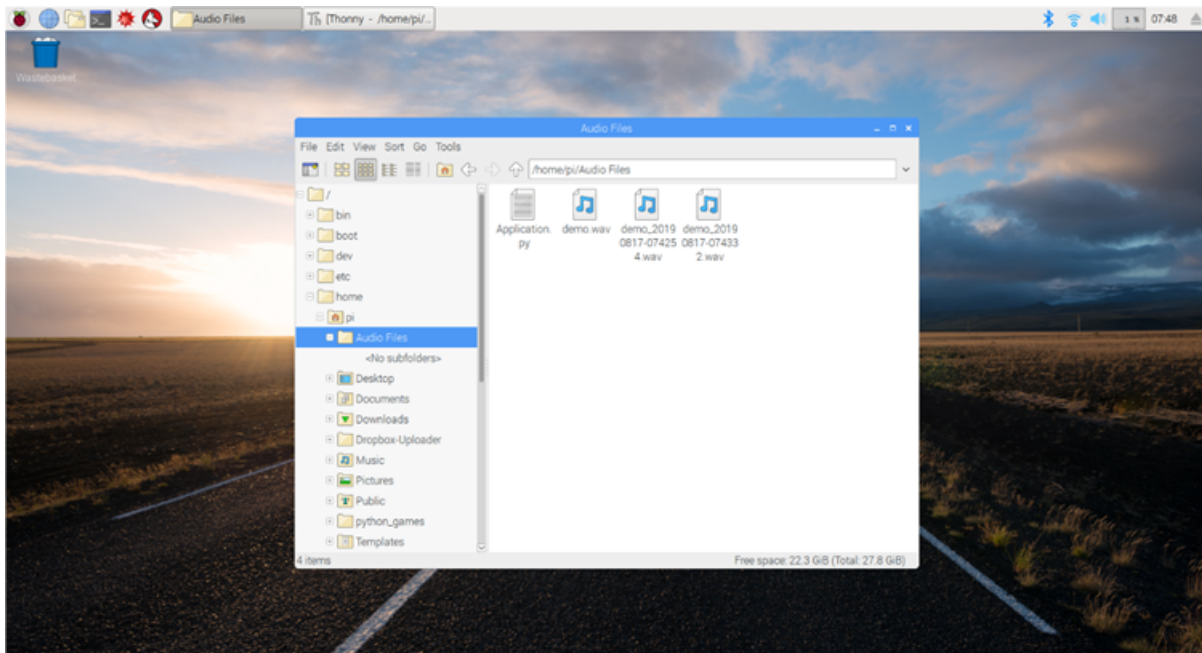 Audio Files
Th [Thonny - /home/pi/..
1 %
07:48
Wastebasket
Audio Files
File Edit View Sort Go Tools
/home/pi/Audio Files
/
bin
boot
dev
etc
home
pi
Audio Files
<No subfolders>
Desktop
Documents
Downloads
Dropbox-Uploader
Music
Pictures
Public
python_games
Templates
Application.
py
demo.wav
demo_2019
0817-07425
4.wav
demo_2019
0817-07433
2.wav
4 items
Free space: 22.3 GiB (Total: 27.8 GiB)